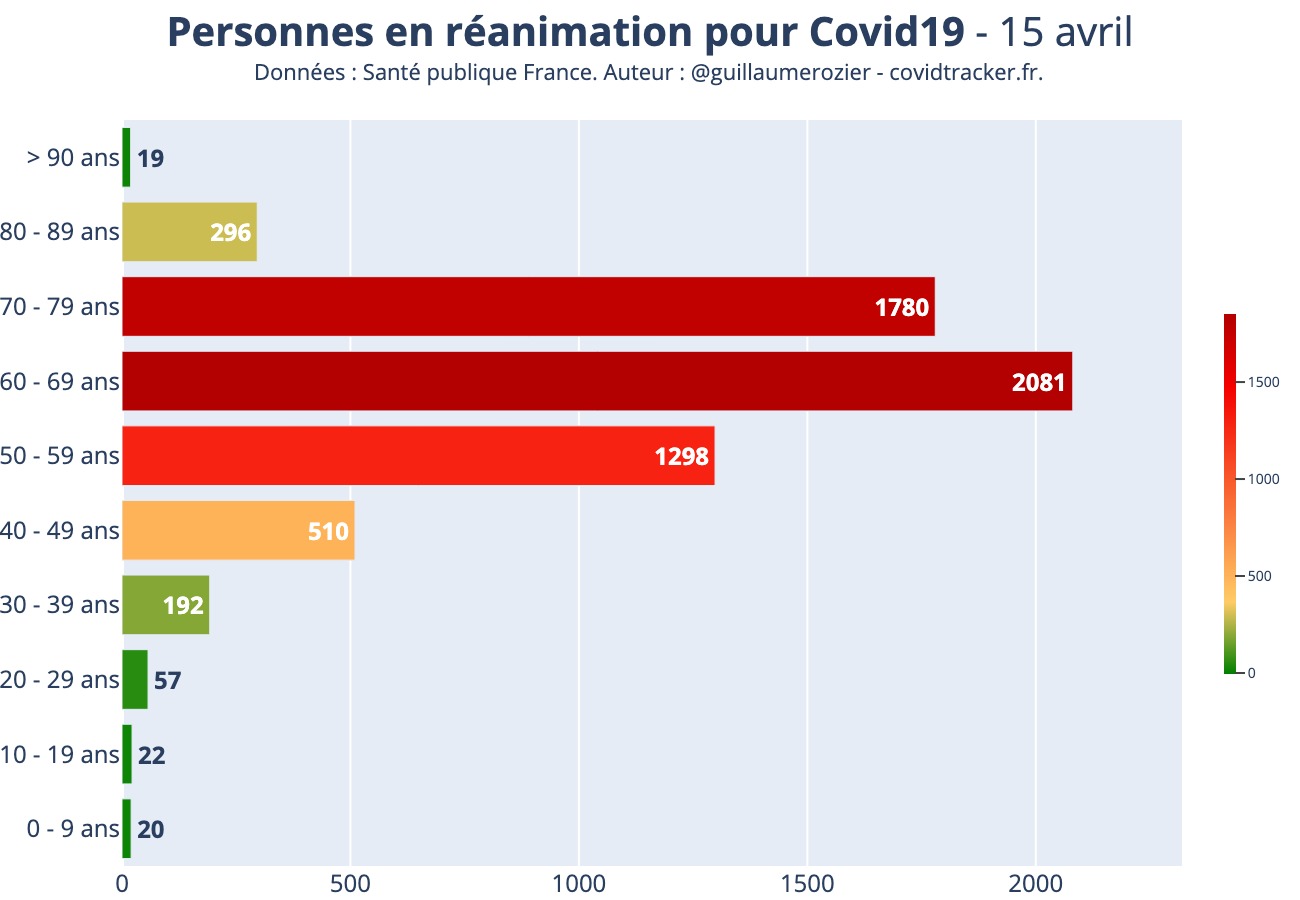 Personnes en réanimation pour Covid19 - 15 avril
Données : Santé publique France. Auteur : @guillaumerozier - covidtracker.fr.
> 90 ans 19
80 - 89 ans 296
70 - 79 ans 1780
60 - 69 ans 2081
50 - 59 ans 1298
40 - 49 ans 510
30 - 39 ans 192
20 - 29 ans 57
10 - 19 ans 22
0 - 9 ans 20
0 500 1000 1500 2000
1500
1000
500
0